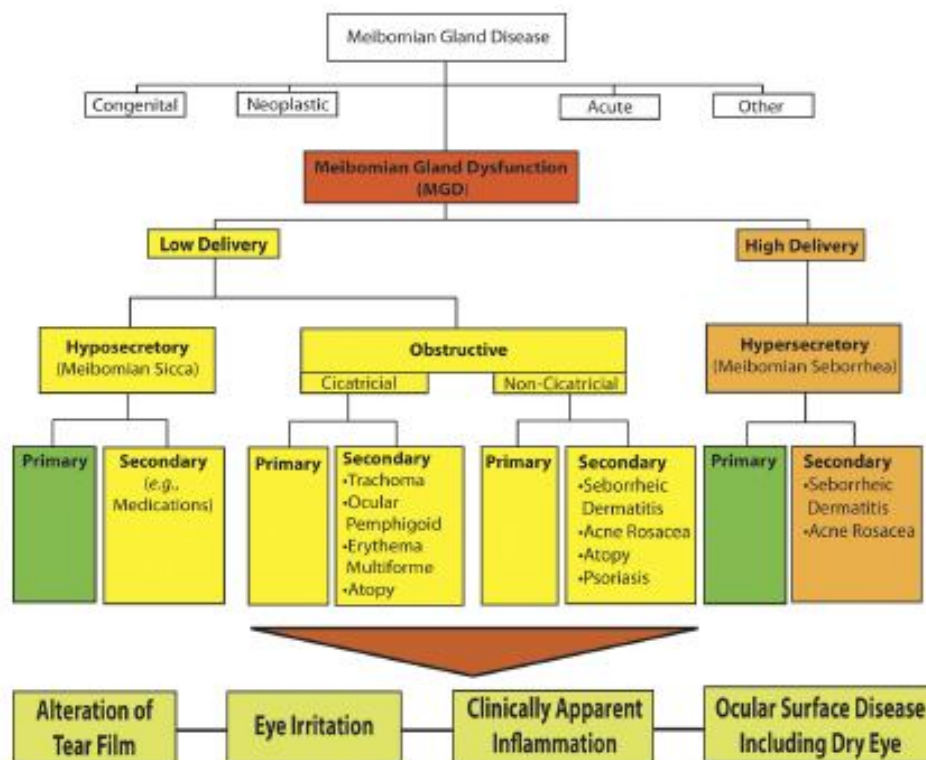 Meibomian Gland Disease
Congenital
Neoplastic
Acute
Other
Meibomian Gland Dysfunction
(MGD)
Low Delivery
High Delivery
Hyposecretory
(Meibomian Sicca)
Obstructive
Cicatricial
Non-Cicatricial
Hypersecretory
(Meibomian Seborrhea)
Primary
Secondary
(e.g.,
Medications)
Primary
Secondary
•Trachoma
•Ocular
Pemphigoid
•Erythema
Multiforme
•Atopy
Primary
Secondary
•Seborrheic
Dermatitis
•Acne Rosacea
•Atopy
•Psoriasis
Primary
Secondary
•Seborrheic
Dermatitis
•Acne Rosacea
Alteration of
Tear Film
Eye Irritation
Clinically Apparent
Inflammation
Ocular Surface Disease
Including Dry Eye